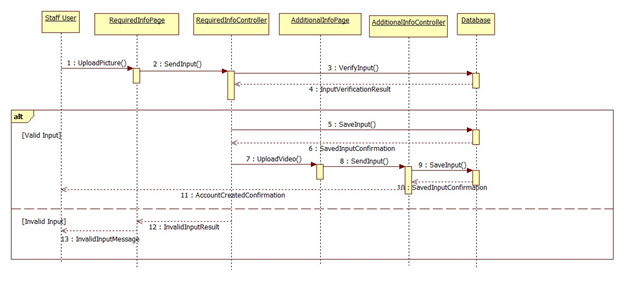 Staff User
RequiredInfoPage
RequiredInfoController
AdditionalInfoPage
AdditionalInfoController
Database
1 : UploadPicture()
2 : SendInput()
3 : VerifyInput()
4 : InputVerificationResult
alt
[Valid Input]
5 : SaveInput()
6 : SavedInputConfirmation
7 : UploadVideo()
8 : SendInput()
9 : SaveInput()
10 : SavedInputConfirmation
11 : AccountCreatedConfirmation
[Invalid Input]
12 : InvalidInputResult
13 : InvalidInputMessage